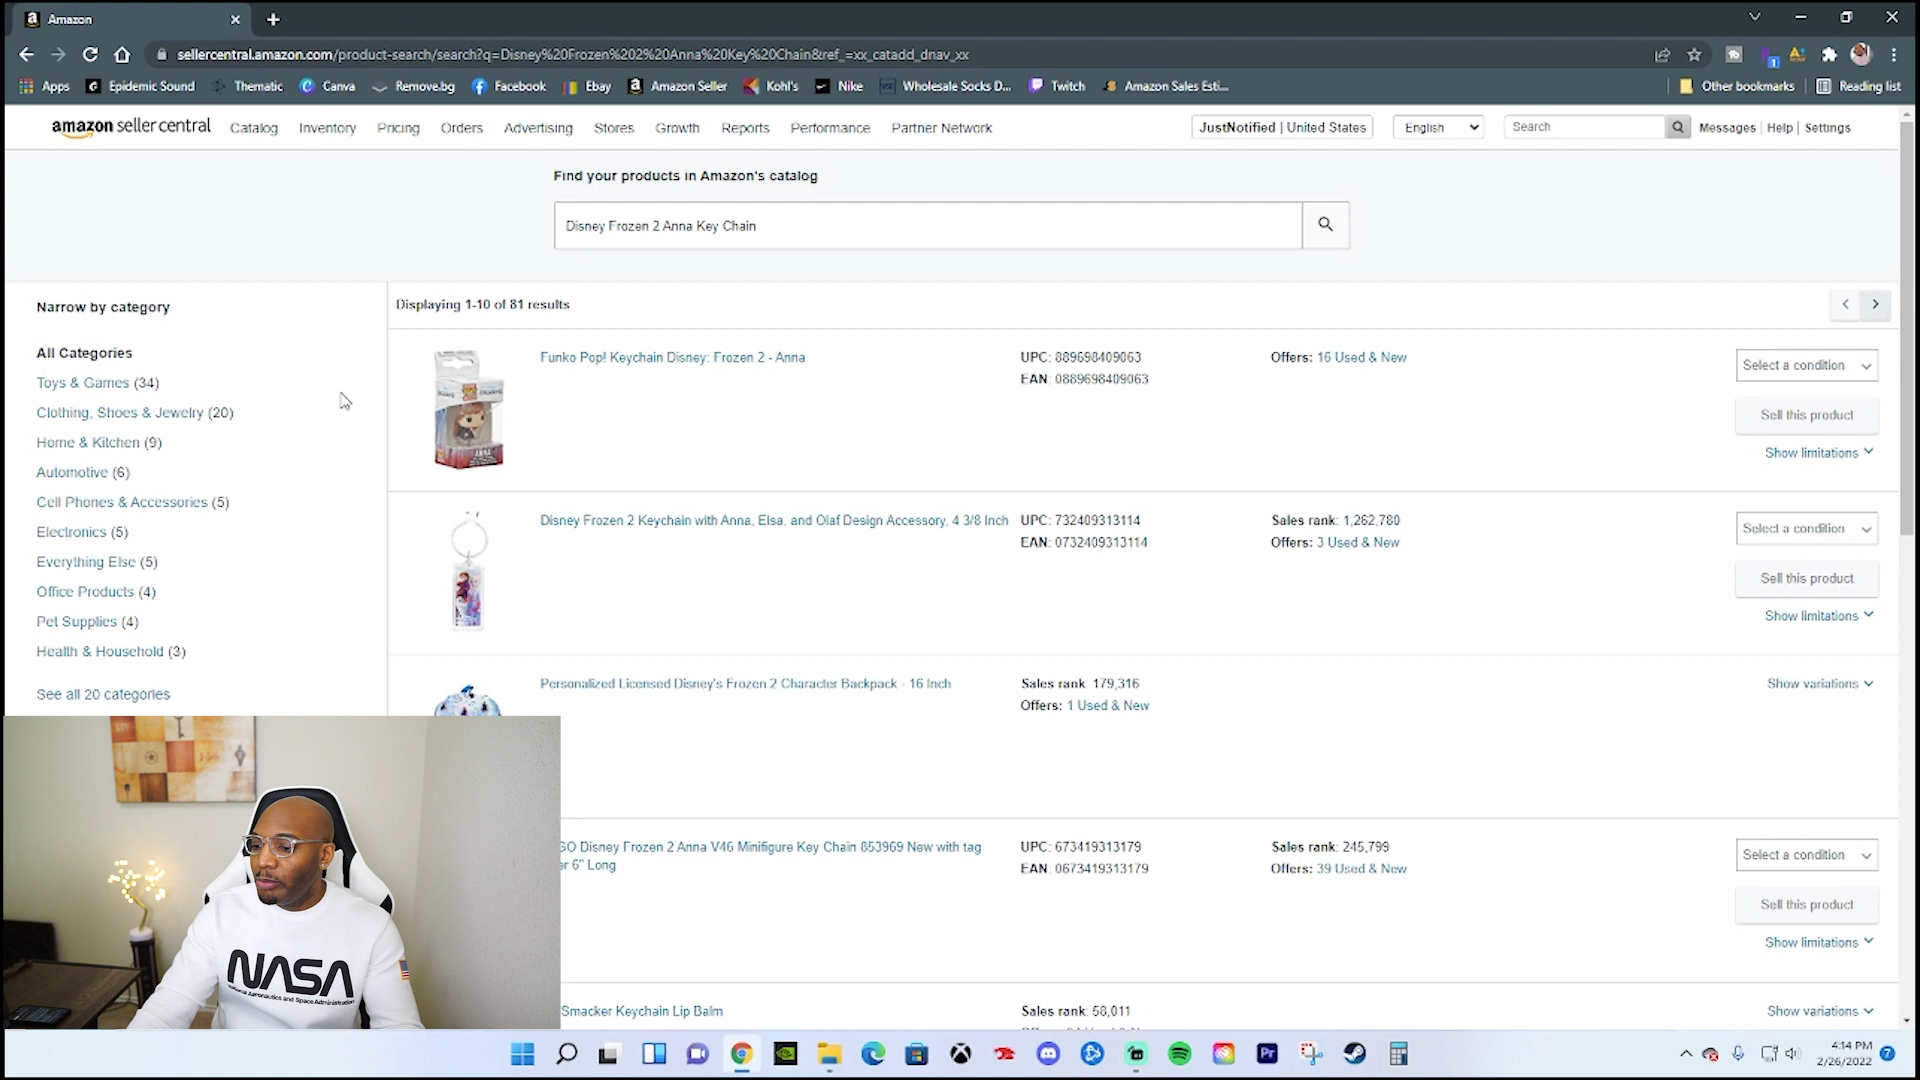 Amazon
sellercentral.amazon.com/product-search/search?q=Disney%20Frozen%202%20Anna%20Key%20Chain&ref_=xx_catadd_dnav_xx
Apps
Epidemic Sound
Thematic
Canva
Remove.bg
Facebook
Ebay
Amazon Seller
Kohl's
Nike
Wholesale Socks D...
Twitch
Amazon Sales Esti...
Other bookmarks
Reading list
amazon seller central
Catalog
Inventory
Pricing
Orders
Advertising
Stores
Growth
Reports
Performance
Partner Network
JustNotified | United States
English
Search
Messages | Help | Settings
Find your products in Amazon's catalog
Disney Frozen 2 Anna Key Chain
Narrow by category
All Categories
Toys & Games (34)
Clothing, Shoes & Jewelry (20)
Home & Kitchen (9)
Automotive (6)
Cell Phones & Accessories (5)
Electronics (5)
Everything Else (5)
Office Products (4)
Pet Supplies (4)
Health & Household (3)
See all 20 categories
Displaying 1-10 of 81 results
Funko Pop! Keychain Disney: Frozen 2 - Anna
UPC: 889698409063
EAN: 0889698409063
Offers: 16 Used & New
Select a condition
Sell this product
Show limitations
Disney Frozen 2 Keychain with Anna, Elsa, and Olaf Design Accessory, 4 3/8 Inch
UPC: 732409313114
EAN: 0732409313114
Sales rank: 1,262,780
Offers: 3 Used & New
Select a condition
Sell this product
Show limitations
Personalized Licensed Disney's Frozen 2 Character Backpack - 16 Inch
Sales rank: 179,316
Offers: 1 Used & New
Show variations
GO Disney Frozen 2 Anna V46 Minifigure Key Chain 853969 New with tag
er 6" Long
UPC: 673419313179
EAN: 0673419313179
Sales rank: 245,799
Offers: 39 Used & New
Select a condition
Sell this product
Show limitations
Smacker Keychain Lip Balm
Sales rank: 58,011
Show variations
NASA
National Aeronautics and Space Administration
Pr
4:14 PM
2/26/2022
7